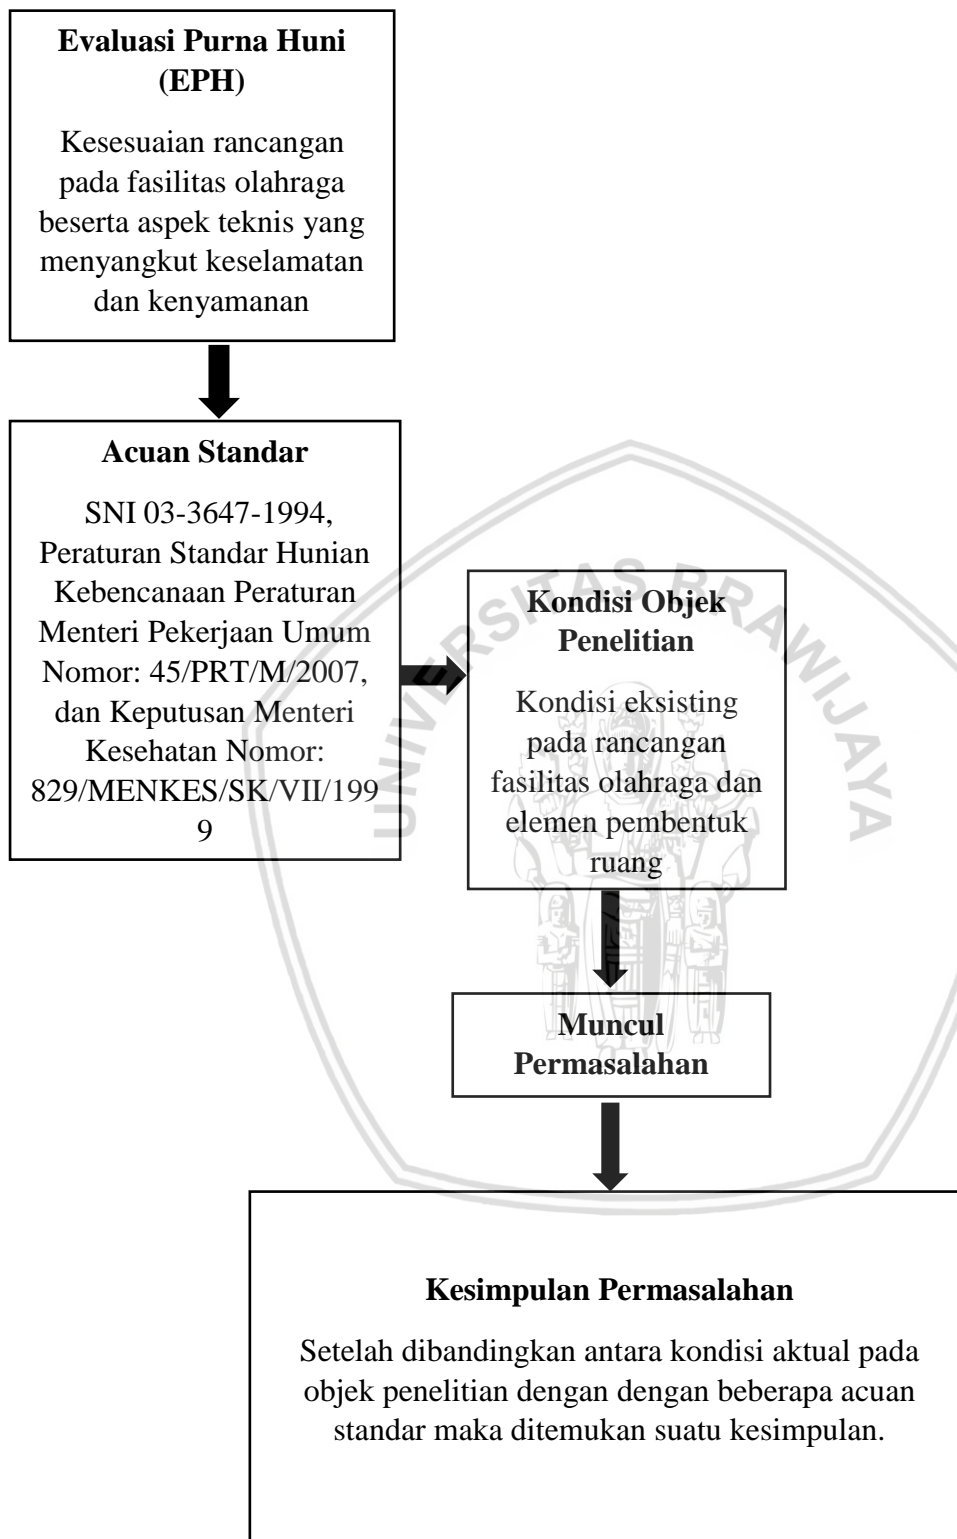 Evaluasi Purna Huni
(EPH)
Kesesuaian rancangan
pada fasilitas olahraga
beserta aspek teknis yang
menyangkut keselamatan
dan kenyamanan
Acuan Standar
SNI 03-3647-1994,
Peraturan Standar Hunian
Kebencanaan Peraturan
Menteri Pekerjaan Umum
Nomor: 45/PRT/M/2007,
dan Keputusan Menteri
Kesehatan Nomor:
829/MENKES/SK/VII/199
9
UNIVERSITAS BRAWIJAYA
Kondisi Objek
Penelitian
Kondisi eksisting
pada rancangan
fasilitas olahraga dan
elemen pembentuk
ruang
Muncul
Permasalahan
Kesimpulan Permasalahan
Setelah dibandingkan antara kondisi aktual pada
objek penelitian dengan dengan beberapa acuan
standar maka ditemukan suatu kesimpulan.